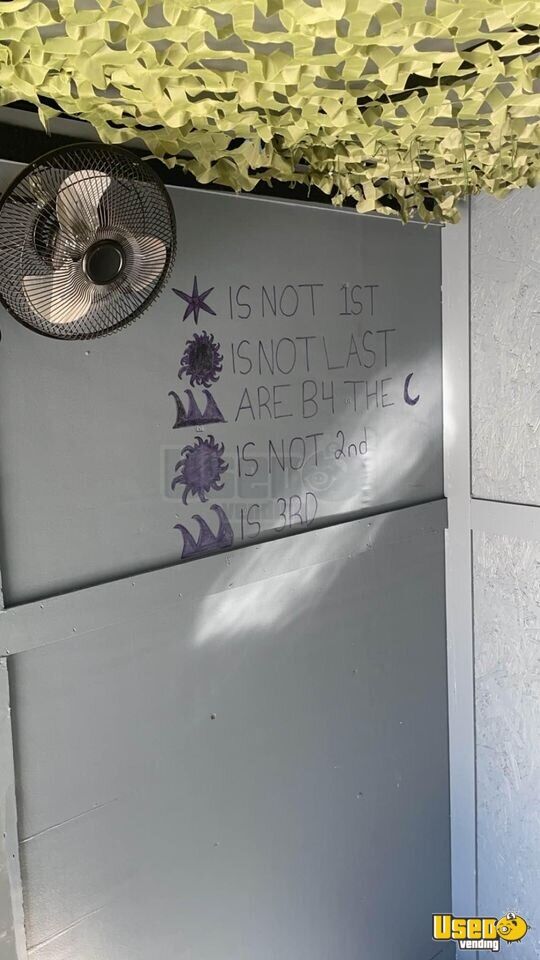 IS NOT 1ST
IS NOT LAST
ARE B4 THE
IS NOT 2nd
IS 3RD
Used
vending